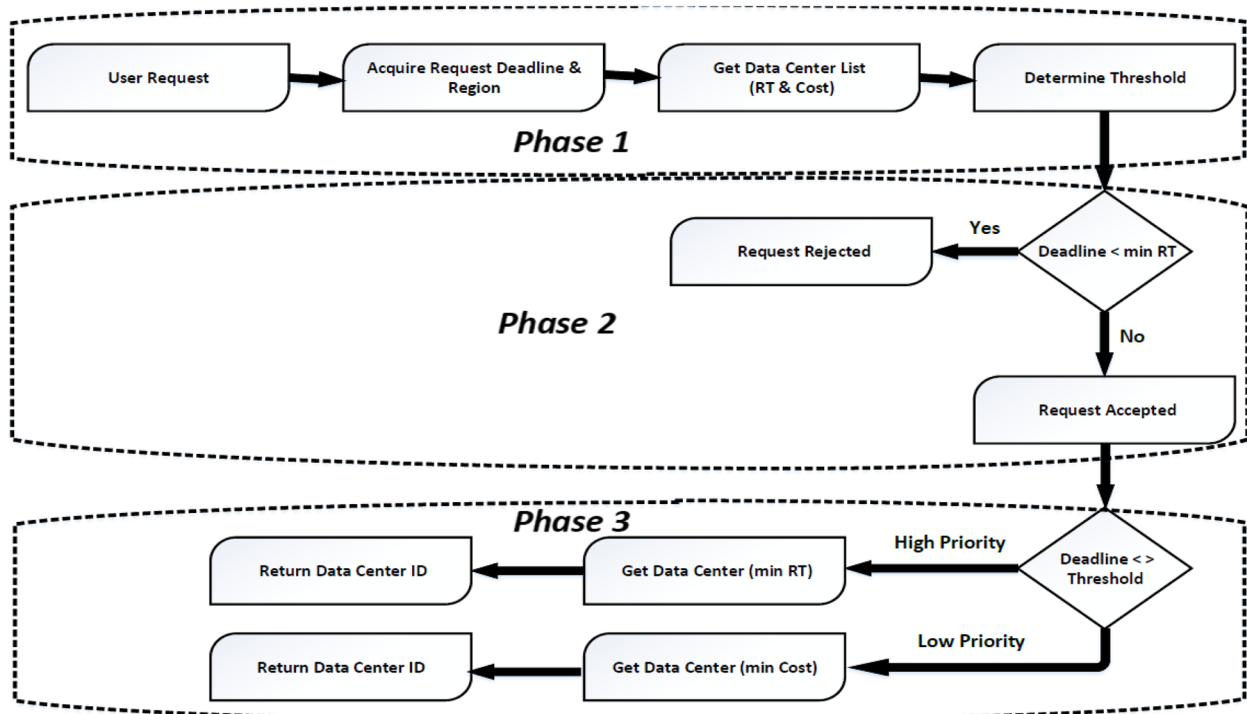 User Request
Acquire Request Deadline &
Region
Get Data Center List
(RT & Cost)
Determine Threshold
Phase 1
Yes
Request Rejected
Deadline < min RT
Phase 2
No
Request Accepted
Phase 3
High Priority
Return Data Center ID
Get Data Center (min RT)
Deadline < >
Threshold
Low Priority
Return Data Center ID
Get Data Center (min Cost)